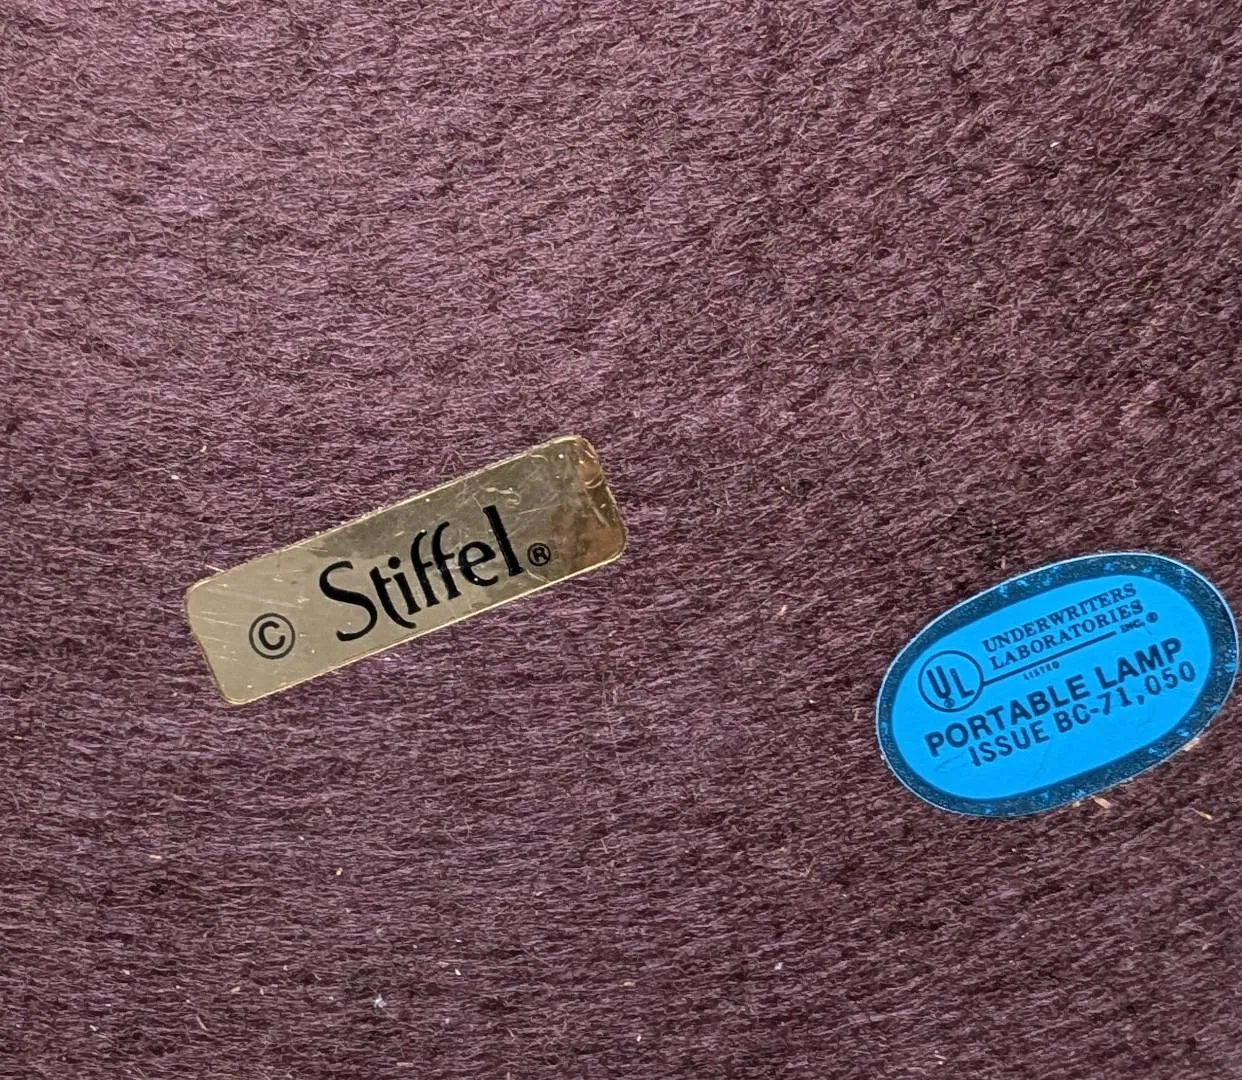 © Stiffel®
UL®
UNDERWRITERS
LABORATORIES INC.®
LISTED
PORTABLE LAMP
ISSUE BC-71,050